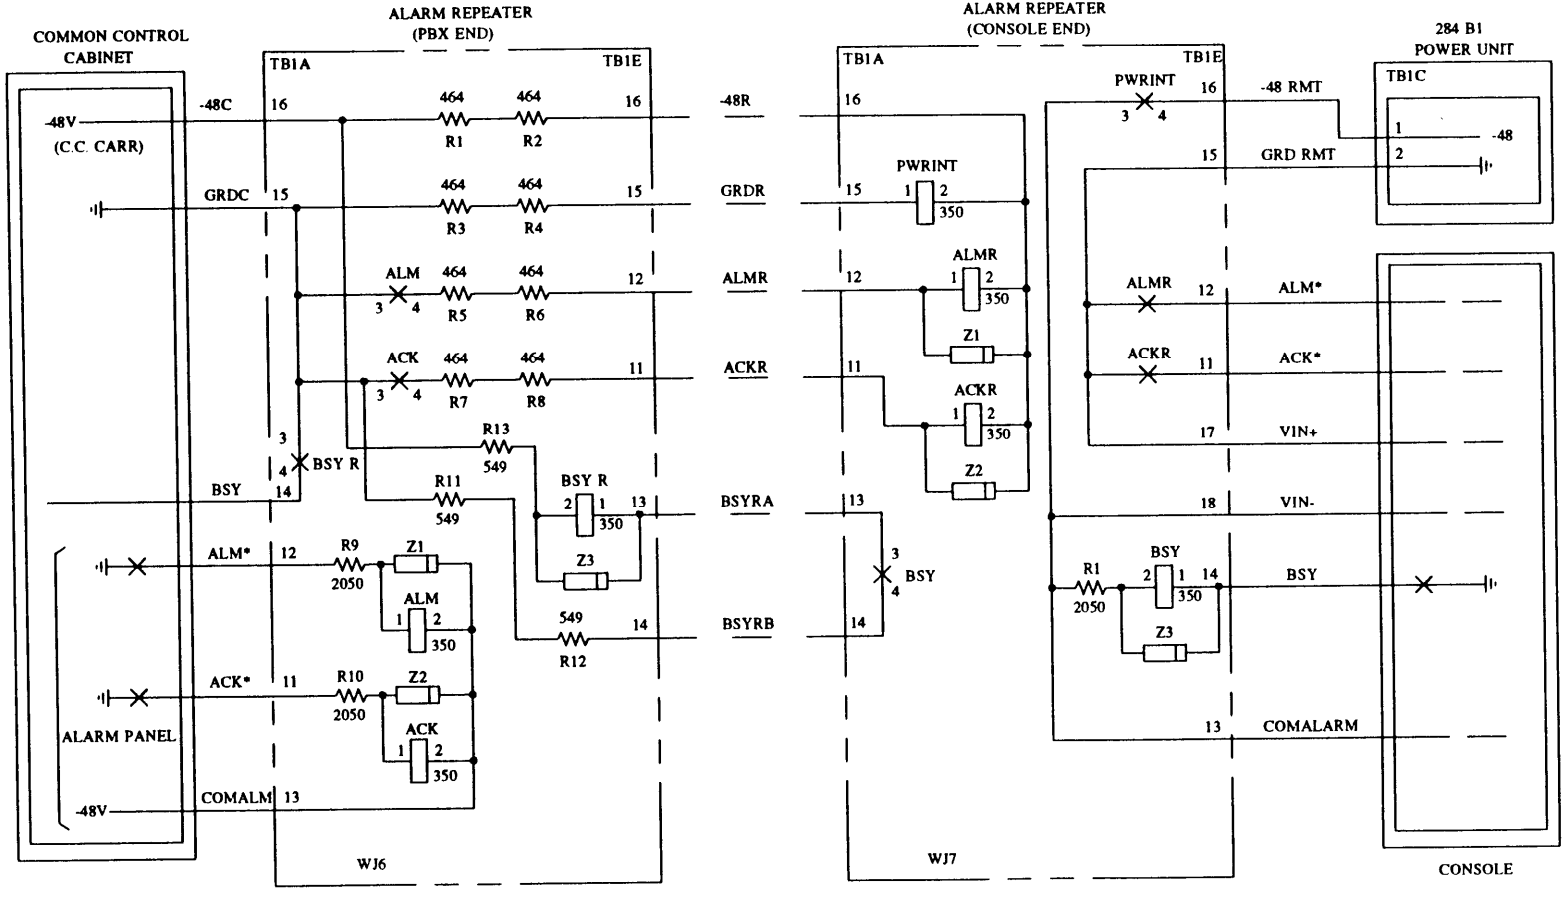 COMMON CONTROL
CABINET
-48V
(C.C. CARR)
-48C
GRDC
BSY
ALM*
ACK*
ALARM PANEL
-48V
COMALM
ALARM REPEATER
(PBX END)
TB1A
TB1E
16
464
R1
464
R2
16
15
464
R3
464
R4
15
ALM
3 4
464
R5
464
R6
12
ACK
3 4
464
R7
464
R8
11
3
4
BSY R
14
R13
549
R11
549
BSY R
2 1
350
13
Z3
12
R9
2050
Z1
ALM
1 2
350
549
R12
14
11
R10
2050
Z2
ACK
1 2
350
13
WJ6
-48R
GRDR
ALMR
ACKR
BSYRA
BSYRB
ALARM REPEATER
(CONSOLE END)
TB1A
TB1E
16
PWRINT
3 4
16
15
PWRINT
1 2
350
15
12
ALMR
1 2
350
Z1
ALMR
12
11
ACKR
1 2
350
Z2
ACKR
11
17
13
3
4
BSY
14
18
R1
2050
BSY
2 1
350
14
Z3
13
WJ7
-48 RMT
GRD RMT
ALM*
ACK*
VIN+
VIN-
BSY
COMALARM
284 B1
POWER UNIT
TB1C
1
-48
2
CONSOLE